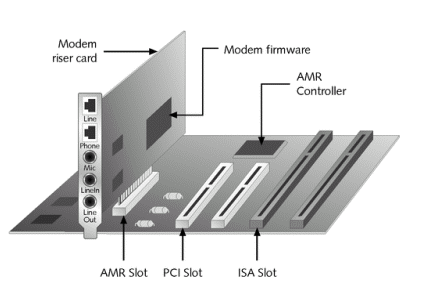 Modem
riser card
Modem firmware
AMR
Controller
Line
Phone
Mic
LineIn
Line
Out
AMR Slot
PCI Slot
ISA Slot